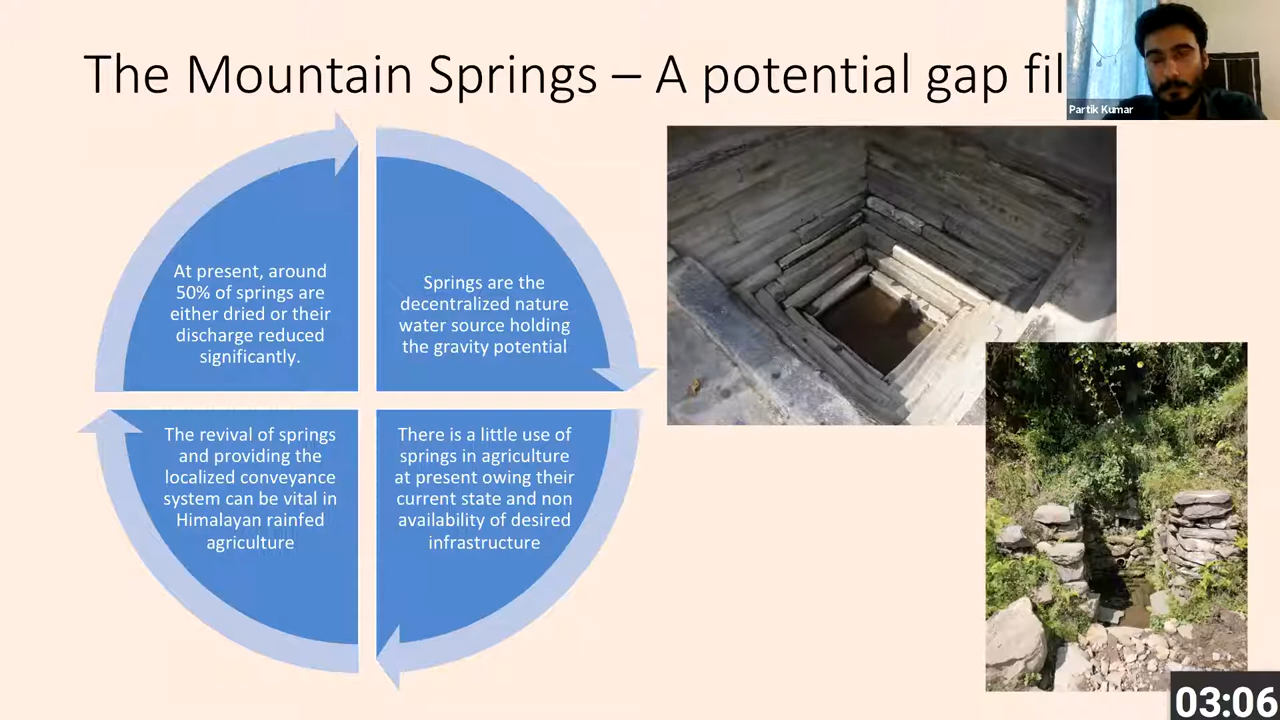 The Mountain Springs – A potential gap fil
Partik Kumar
At present, around
50% of springs are
either dried or their
discharge reduced
significantly.
Springs are the
decentralized nature
water source holding
the gravity potential
The revival of springs
and providing the
localized conveyance
system can be vital in
Himalayan rainfed
agriculture
There is a little use of
springs in agriculture
at present owing their
current state and non
availability of desired
infrastructure
03:06